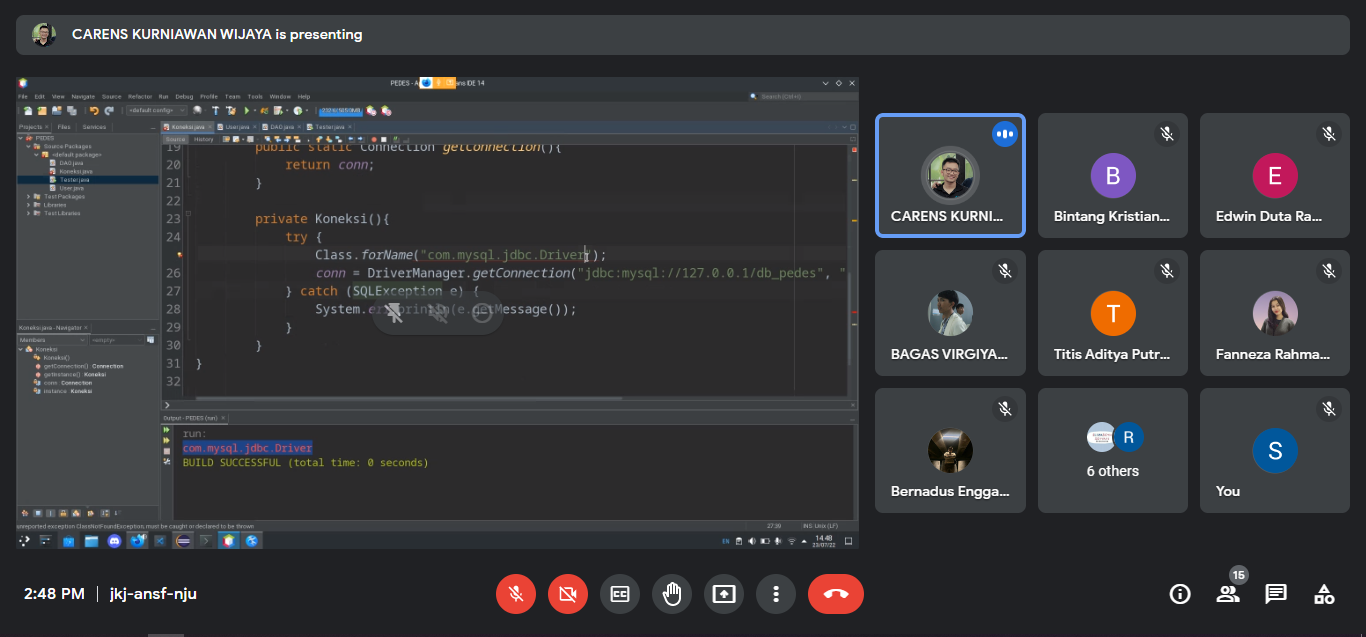 CARENS KURNIAWAN WIJAYA is presenting
PEDES - A
ans IDE 14
File Edit View Navigate Source Refactor Run Debug Profile Team Tools Window Help
Search (Ctrl+I)
<default config>
Projects × Files Services
Koneksi.java × User.java × DAO.java × Tester.java ×
Source History
PEDES
Source Packages
<default package>
DAO.java
Koneksi.java
Tester.java
User.java
Test Packages
Libraries
Test Libraries
19 public static Connection getConnection(){
20 return conn;
21 }
22
23 private Koneksi(){
24 try {
Class.forName("com.mysql.jdbc.Driver");
26 conn = DriverManager.getConnection("jdbc:mysql://127.0.0.1/db_pedes", "
27 } catch (SQLException e) {
28 System.err.println(e.getMessage());
29 }
30 }
31 }
32
Koneksi.java - Navigator ×
Members <empty>
Koneksi
Koneksi()
getConnection() : Connection
getInstance() : Koneksi
conn : Connection
instance : Koneksi
Output - PEDES (run) ×
run:
com.mysql.jdbc.Driver
BUILD SUCCESSFUL (total time: 0 seconds)
unreported exception ClassNotFoundException; must be caught or declared to be thrown
27:39 INS Unix (LF)
EN
14.48
23/07/22
CARENS KURNI...
B
Bintang Kristian...
E
Edwin Duta Ra...
BAGAS VIRGIYA...
T
Titis Aditya Putr...
Fanneza Rahma...
Bernadus Engga...
R
6 others
S
You
2:48 PM | jkj-ansf-nju
CC
15